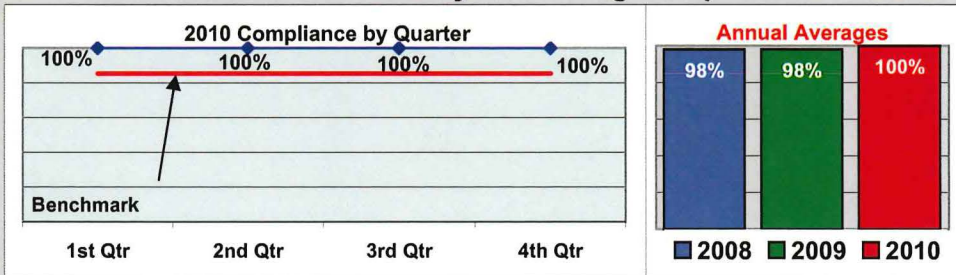 2010 Compliance by Quarter
100% 100% 100% 100%
Benchmark
1st Qtr 2nd Qtr 3rd Qtr 4th Qtr
Annual Averages
98% 98% 100%
2008 2009 2010